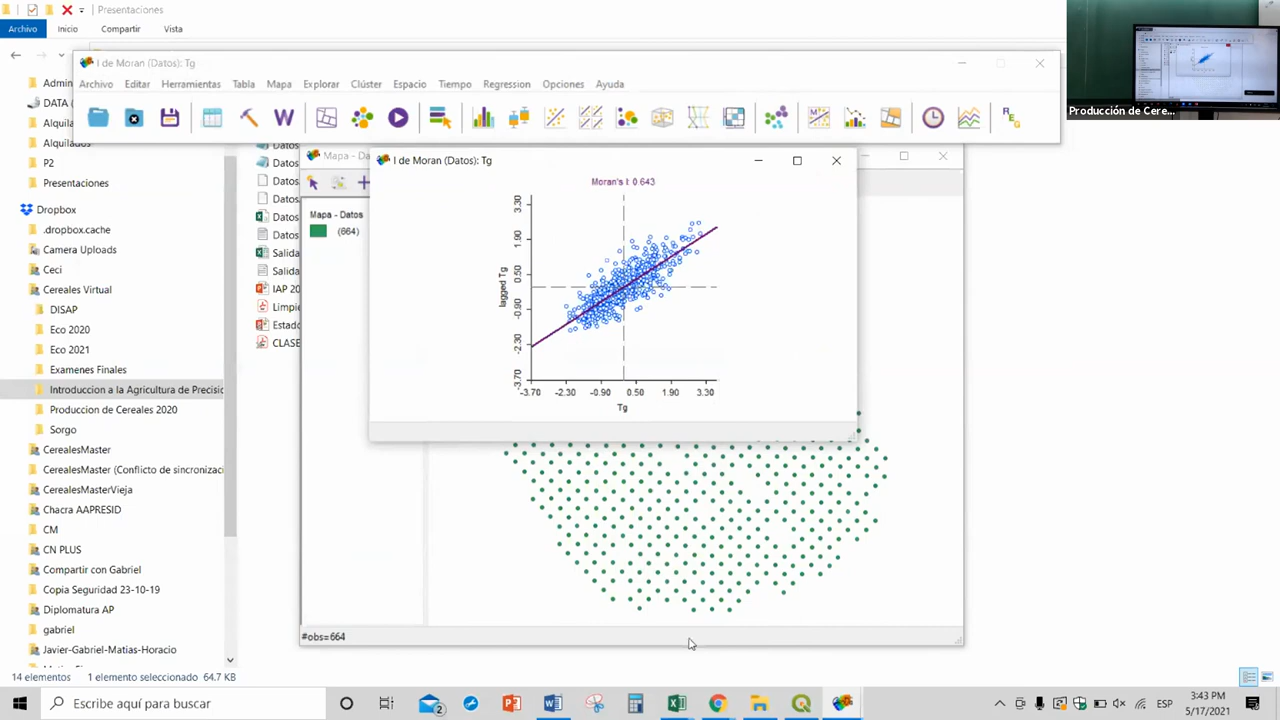 Presentaciones
Archivo Inicio Compartir Vista
Producción de Cere...
I de Moran (Datos): Tg
Archivo Editar Herramientas Tabla Mapa Explorar Clúster Espacio Tiempo Regression Opciones Ayuda
Admin
DATA (
Alquila
Alquilado
P2
Presentaciones
Dropbox
.dropbox.cache
Camera Uploads
Ceci
Cereales Virtual
DISAP
Eco 2020
Eco 2021
Examenes Finales
Introduccion a la Agricultura de Precisic
Produccion de Cereales 2020
Sorgo
CerealesMaster
CerealesMaster (Conflicto de sincronizaci
CerealesMasterVieja
Chacra AAPRESID
CM
CN PLUS
Compartir con Gabriel
Copia Seguridad 23-10-19
Diplomatura AP
gabriel
Javier-Gabriel-Matias-Horacio
Datos
Datos
Datos
Datos
Datos
Datos
Salida
Salida
IAP 20
Limpie
Estado
CLASE
Mapa - Da
Mapa - Datos
(664)
I de Moran (Datos): Tg
Moran's I: 0.643
lagged Tg
3.30
1.90
0.50
-0.90
-2.30
-3.70
-3.70 -2.30 -0.90 0.50 1.90 3.30
Tg
#obs=664
14 elementos 1 elemento seleccionado 64.7 KB
Escribe aquí para buscar
2
ESP
3:43 PM
5/17/2021